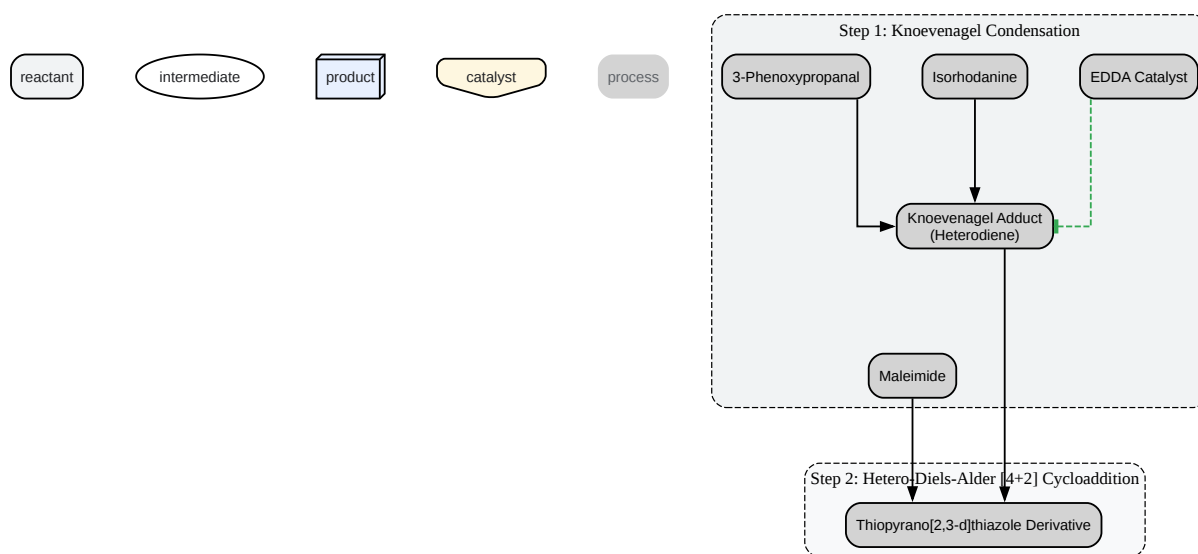 Step 1: Knoevenagel Condensation
reactant
intermediate
product
catalyst
process
3-Phenoxypropanal
Isorhodanine
EDDA Catalyst
Knoevenagel Adduct
(Heterodiene)
Maleimide
Step 2: Hetero-Diels-Alder [4+2] Cycloaddition
Thiopyrano[2,3-d]thiazole Derivative